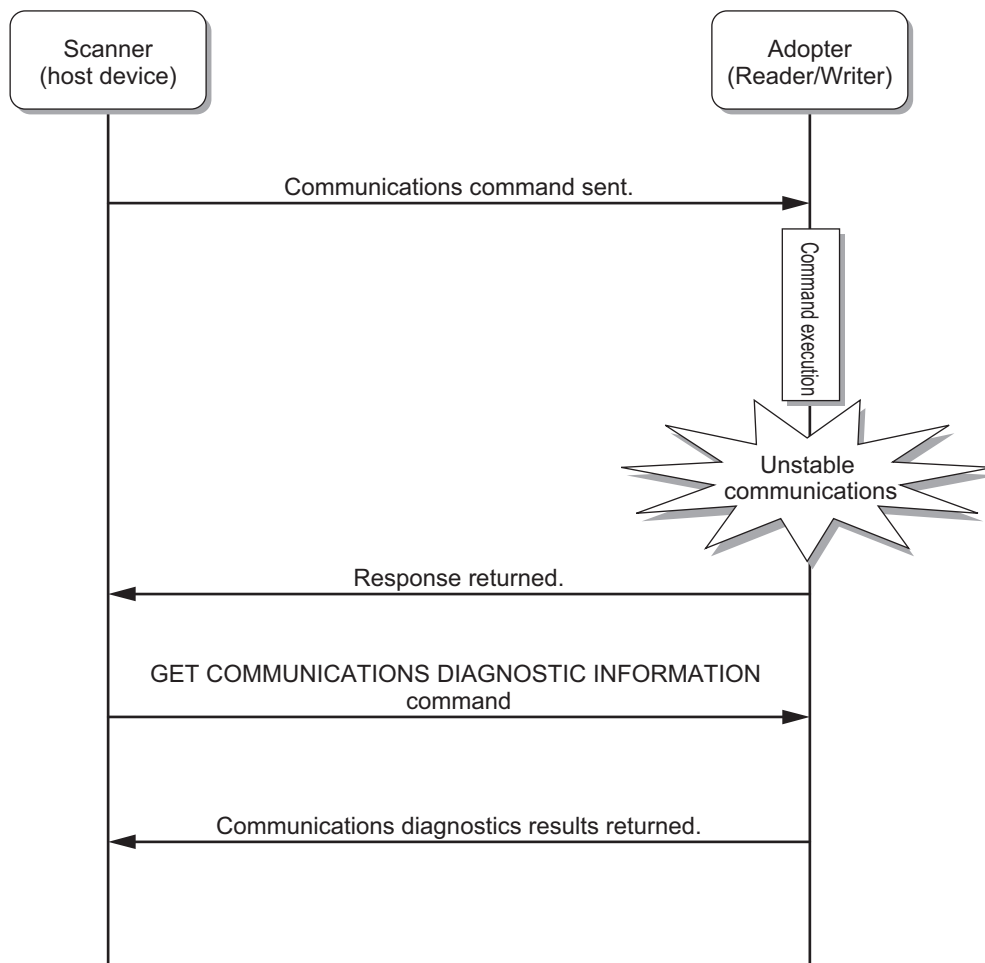 Scanner
(host device)
Adopter
(Reader/Writer)
Communications command sent.
Command execution
Unstable
communications
Response returned.
GET COMMUNICATIONS DIAGNOSTIC INFORMATION
command
Communications diagnostics results returned.